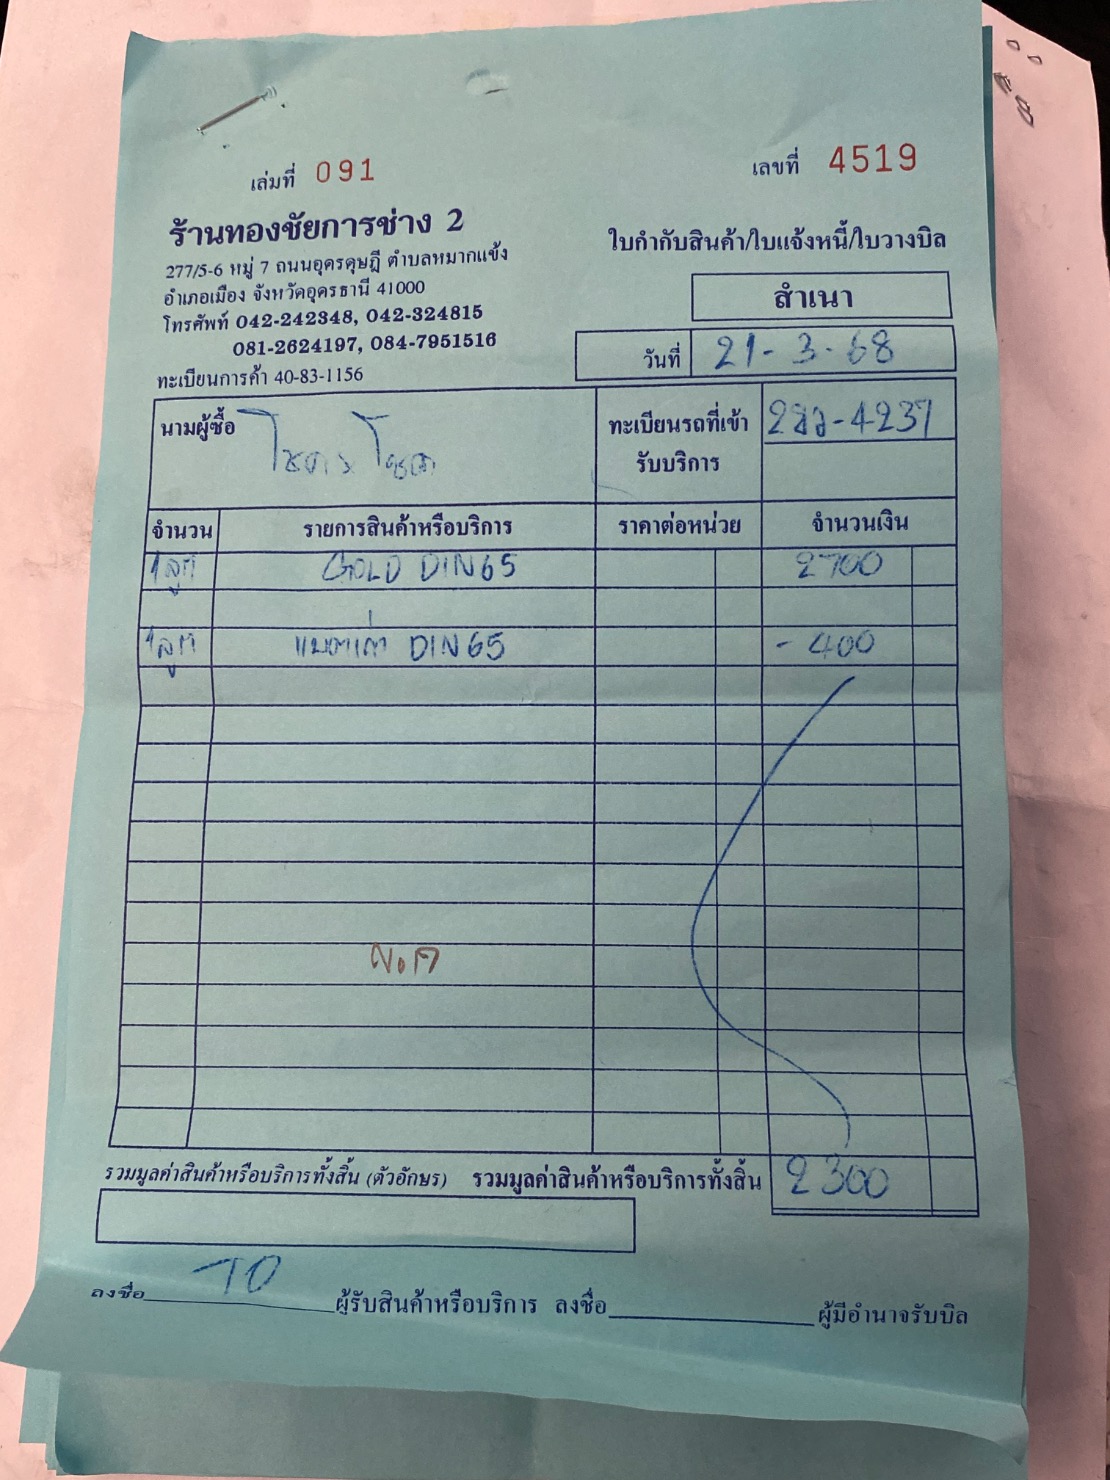 เล่มที่ 091
เลขที่ 4519
ร้านทองชัยการช่าง 2
277/5-6 หมู่ 7 ถนนอุดรดุษฎี ตำบลหมากแข้ง
อำเภอเมือง จังหวัดอุดรธานี 41000
โทรศัพท์ 042-242348, 042-324815
081-2624197, 084-7951516
ทะเบียนการค้า 40-83-1156
ใบกำกับสินค้า/ใบแจ้งหนี้/ใบวางบิล
สำเนา
วันที่ 21-3-68
นามผู้ซื้อ
ทะเบียนรถที่เข้า
รับบริการ
จำนวน รายการสินค้าหรือบริการ ราคาต่อหน่วย จำนวนเงิน
1 ลูก GOLD DIN65 2700
1 ลูก แบตเก่า DIN65 - 400
รวมมูลค่าสินค้าหรือบริการทั้งสิ้น (ตัวอักษร) รวมมูลค่าสินค้าหรือบริการทั้งสิ้น 2300
ลงชื่อ TO ผู้รับสินค้าหรือบริการ ลงชื่อ ผู้มีอำนาจรับบิล